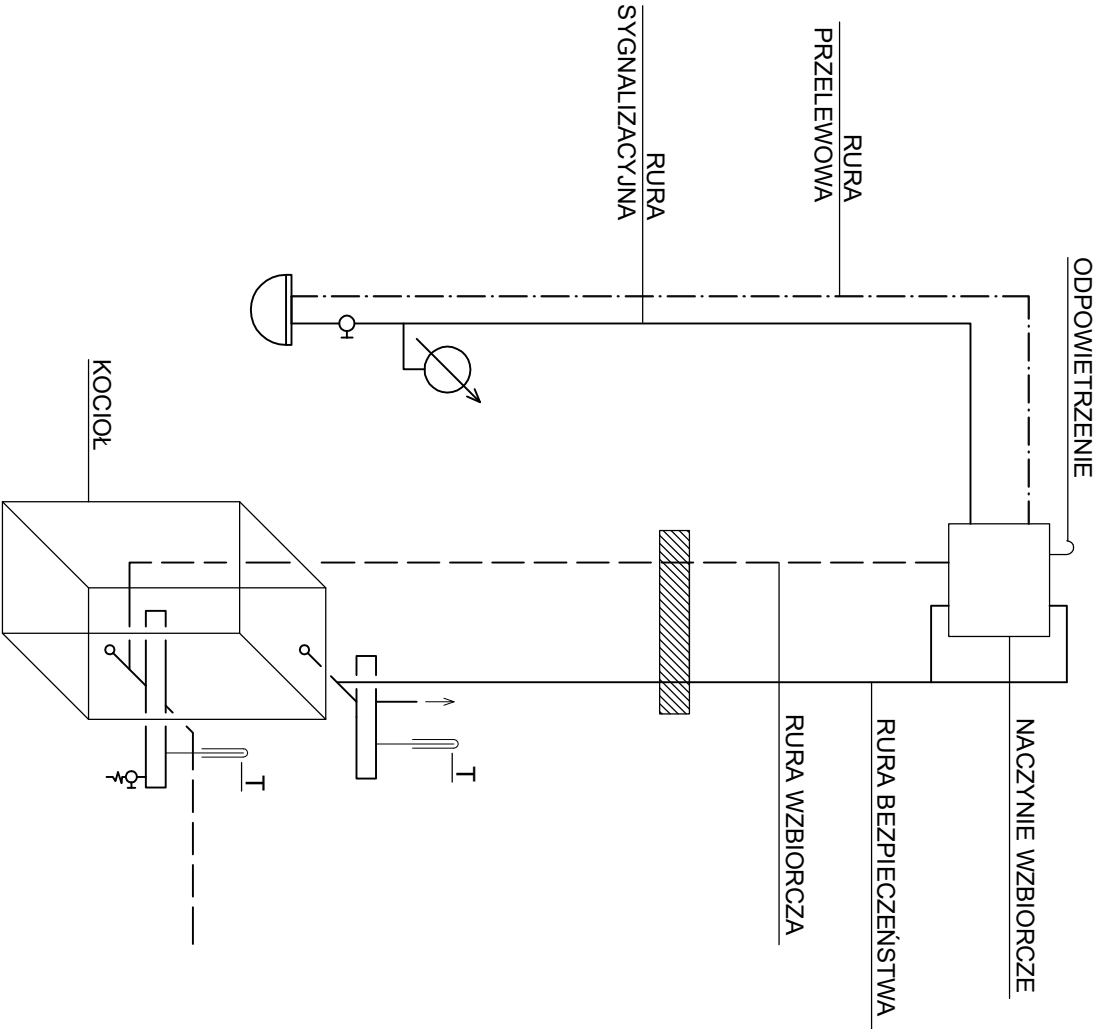 ODPOWIETRZENIE
NACZYNIE WZBIORCZE
RURA BEZPIECZEŃSTWA
RURA
PRZELEWOWA
RURA WZBIORCZA
RURA
SYGNALIZACYJNA
T
T
KOCIOŁ